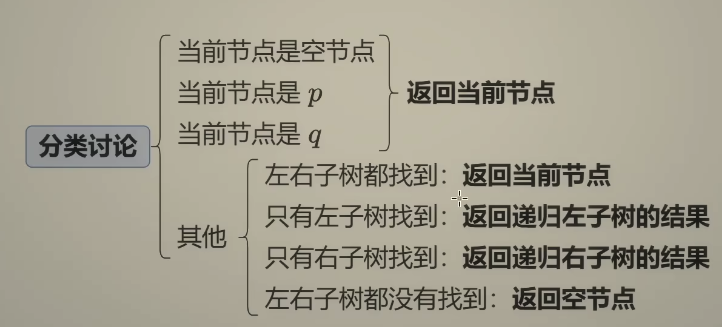 当前节点是空节点
当前节点是 p
返回当前节点
当前节点是 q
分类讨论
左右子树都找到：返回当前节点
只有左子树找到：返回递归左子树的结果
其他
只有右子树找到：返回递归右子树的结果
左右子树都没有找到：返回空节点